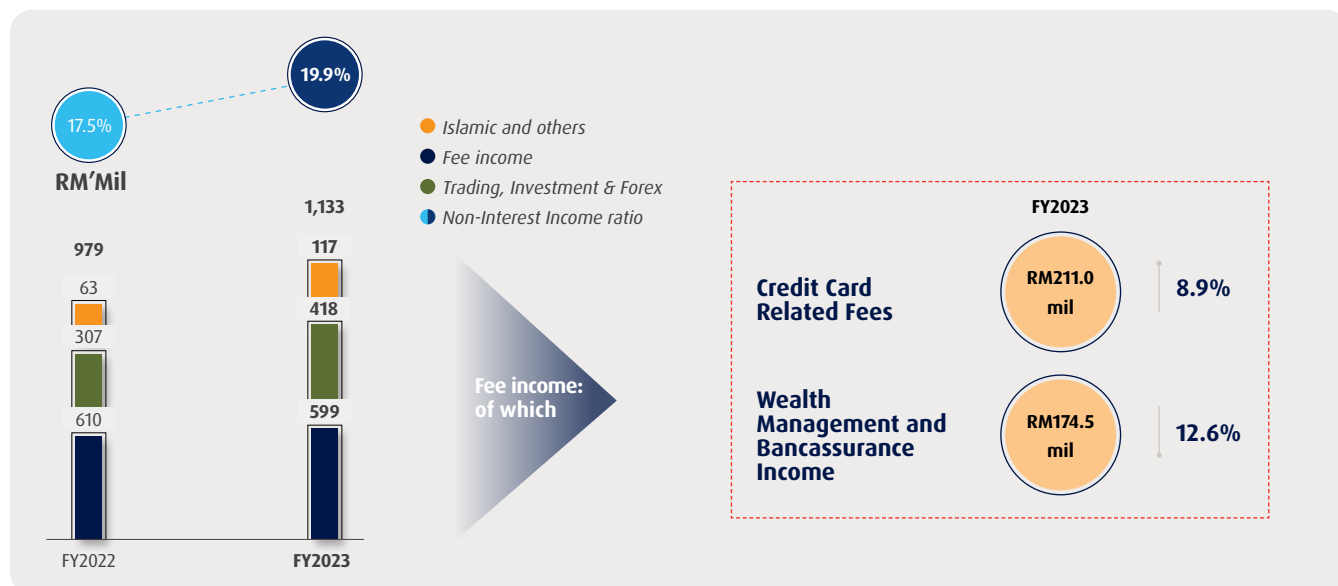 19.9%
17.5%
RM'Mil
Islamic and others
Fee income
Trading, Investment & Forex
Non-Interest Income ratio
979
63
307
610
FY2022
1,133
117
418
599
FY2023
Fee income:
of which
FY2023
Credit Card
Related Fees
RM211.0
mil
8.9%
Wealth
Management and
Bancassurance
Income
RM174.5
mil
12.6%